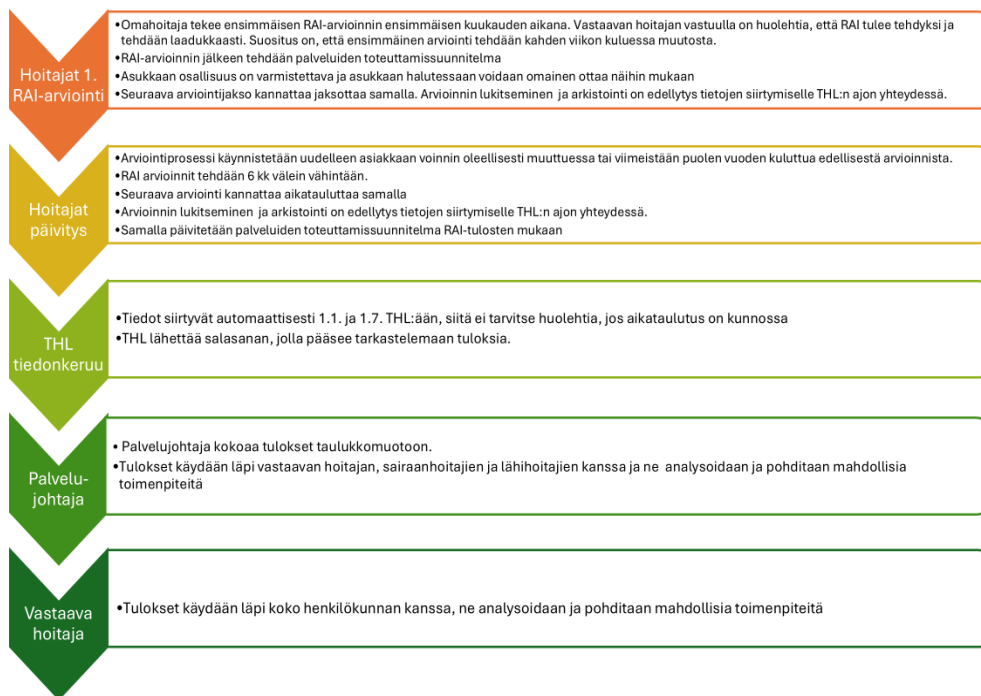 Hoitajat 1.
RAI-arviointi
•Omahoitaja tekee ensimmäisen RAI-arvioinnin ensimmäisen kuukauden aikana. Vastaavan hoitajan vastuulla on huolehtia, että RAI tulee tehdyksi ja
tehdään laadukkaasti. Suositus on, että ensimmäinen arviointi tehdään kahden viikon kuluessa muutosta.
•RAI-arvioinnin jälkeen tehdään palveluiden toteuttamissuunnitelma
•Asukkaan osallisuus on varmistettava ja asukkaan halutessaan voidaan omainen ottaa näihin mukaan
•Seuraava arviointijakso kannattaa jaksottaa samalla. Arvioinnin lukitseminen ja arkistointi on edellytys tietojen siirtymiselle THL:n ajon yhteydessä.
Hoitajat
päivitys
•Arviointiprosessi käynnistetään uudelleen asiakkaan voinnin oleellisesti muuttuessa tai viimeistään puolen vuoden kuluttua edellisestä arvioinnista.
•RAI arvioinnit tehdään 6 kk välein vähintään.
•Seuraava arviointi kannattaa aikatauluttaa samalla
•Arvioinnin lukitseminen ja arkistointi on edellytys tietojen siirtymiselle THL:n ajon yhteydessä.
•Samalla päivitetään palveluiden toteuttamissuunnitelma RAI-tulosten mukaan
THL
tiedonkeruu
•Tiedot siirtyvät automaattisesti 1.1. ja 1.7. THL:ään, siitä ei tarvitse huolehtia, jos aikataulutus on kunnossa
•THL lähettää salasanan, jolla pääsee tarkastelemaan tuloksia.
Palvelu-
johtaja
• Palvelujohtaja kokoaa tulokset taulukkomuotoon.
•Tulokset käydään läpi vastaavan hoitajan, sairaanhoitajien ja lähihoitajien kanssa ja ne analysoidaan ja pohditaan mahdollisia
toimenpiteitä
Vastaava
hoitaja
•Tulokset käydään läpi koko henkilökunnan kanssa, ne analysoidaan ja pohditaan mahdollisia toimenpiteitä